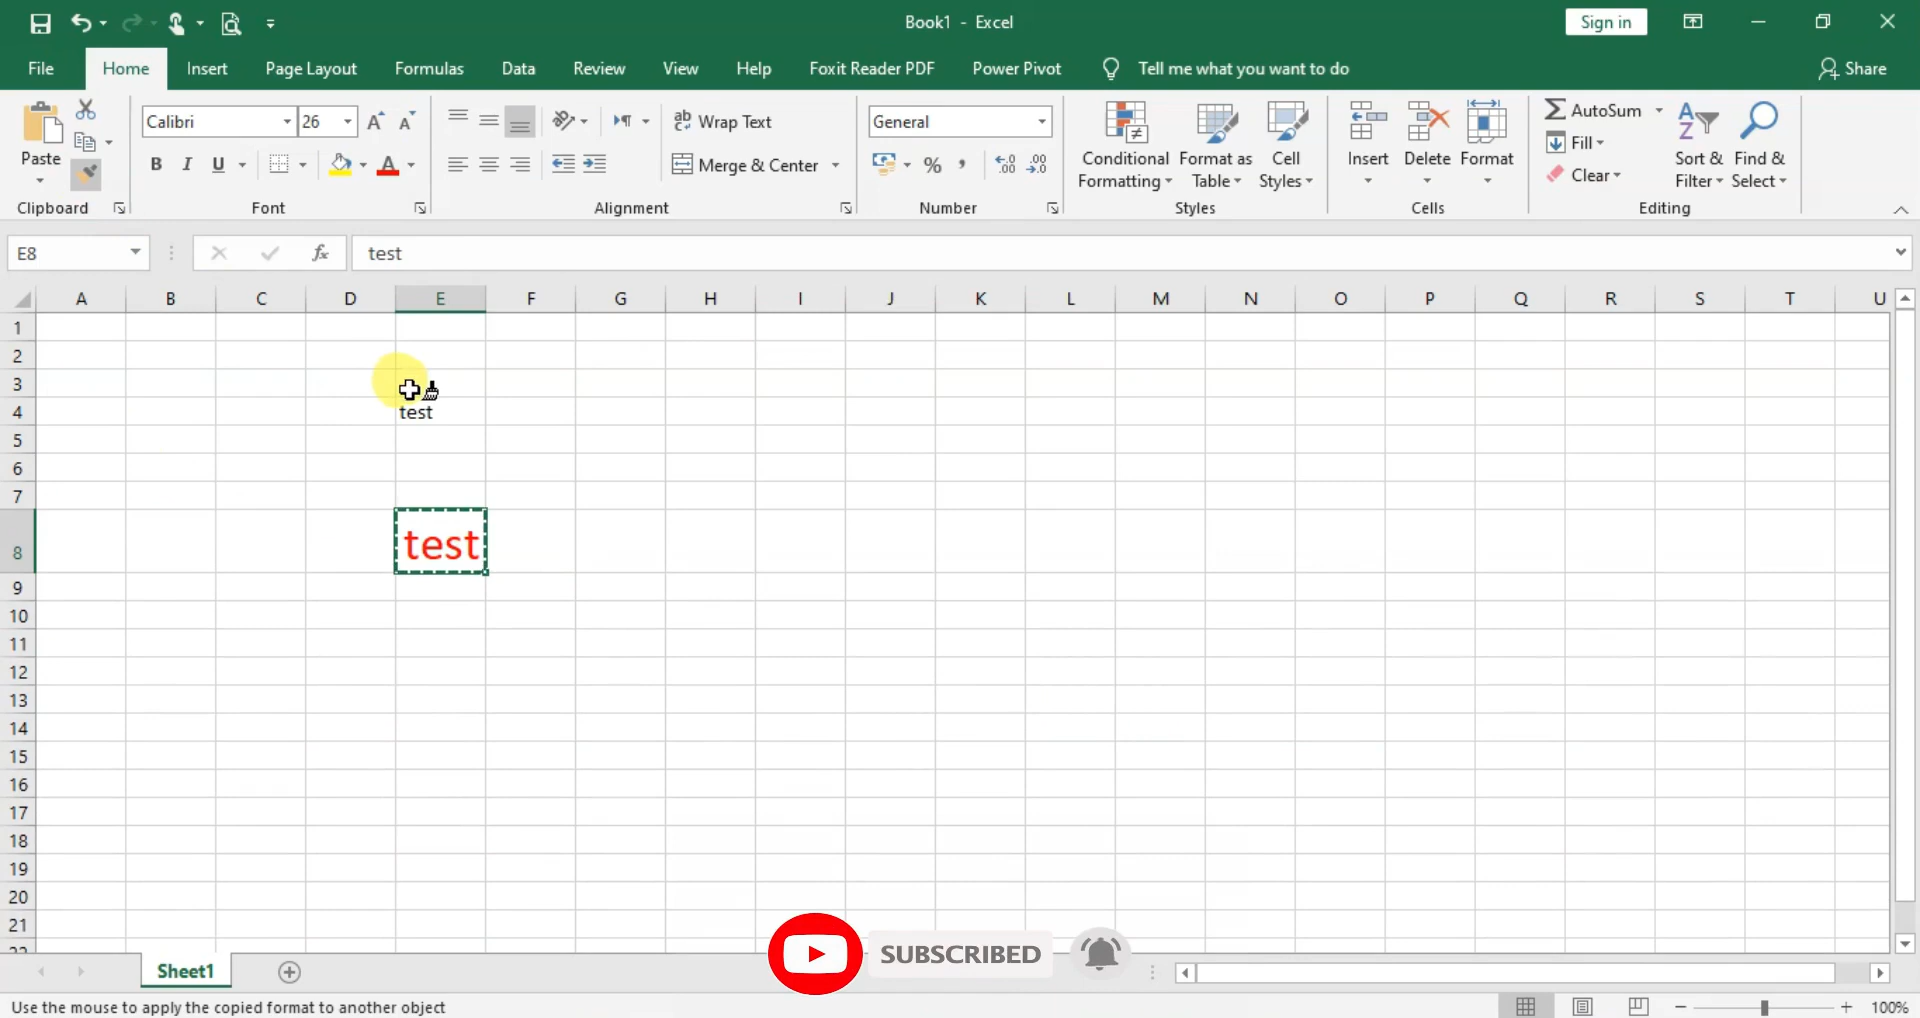 Book1 - Excel
Sign in
File Home Insert Page Layout Formulas Data Review View Help Foxit Reader PDF Power Pivot Tell me what you want to do Share
Paste
Clipboard
Calibri 26
B I U A
Font
Wrap Text
Merge & Center
Alignment
General
%
Number
Conditional Formatting
Format as Table
Cell Styles
Styles
Insert
Delete
Format
Cells
AutoSum
Fill
Clear
Sort & Filter
Find & Select
Editing
E8 fx test
A B C D E F G H I J K L M N O P Q R S T U
1
2
3
4 test
5
6
7
8 test
9
10
11
12
13
14
15
16
17
18
19
20
21
SUBSCRIBED
Sheet1
Use the mouse to apply the copied format to another object
100%